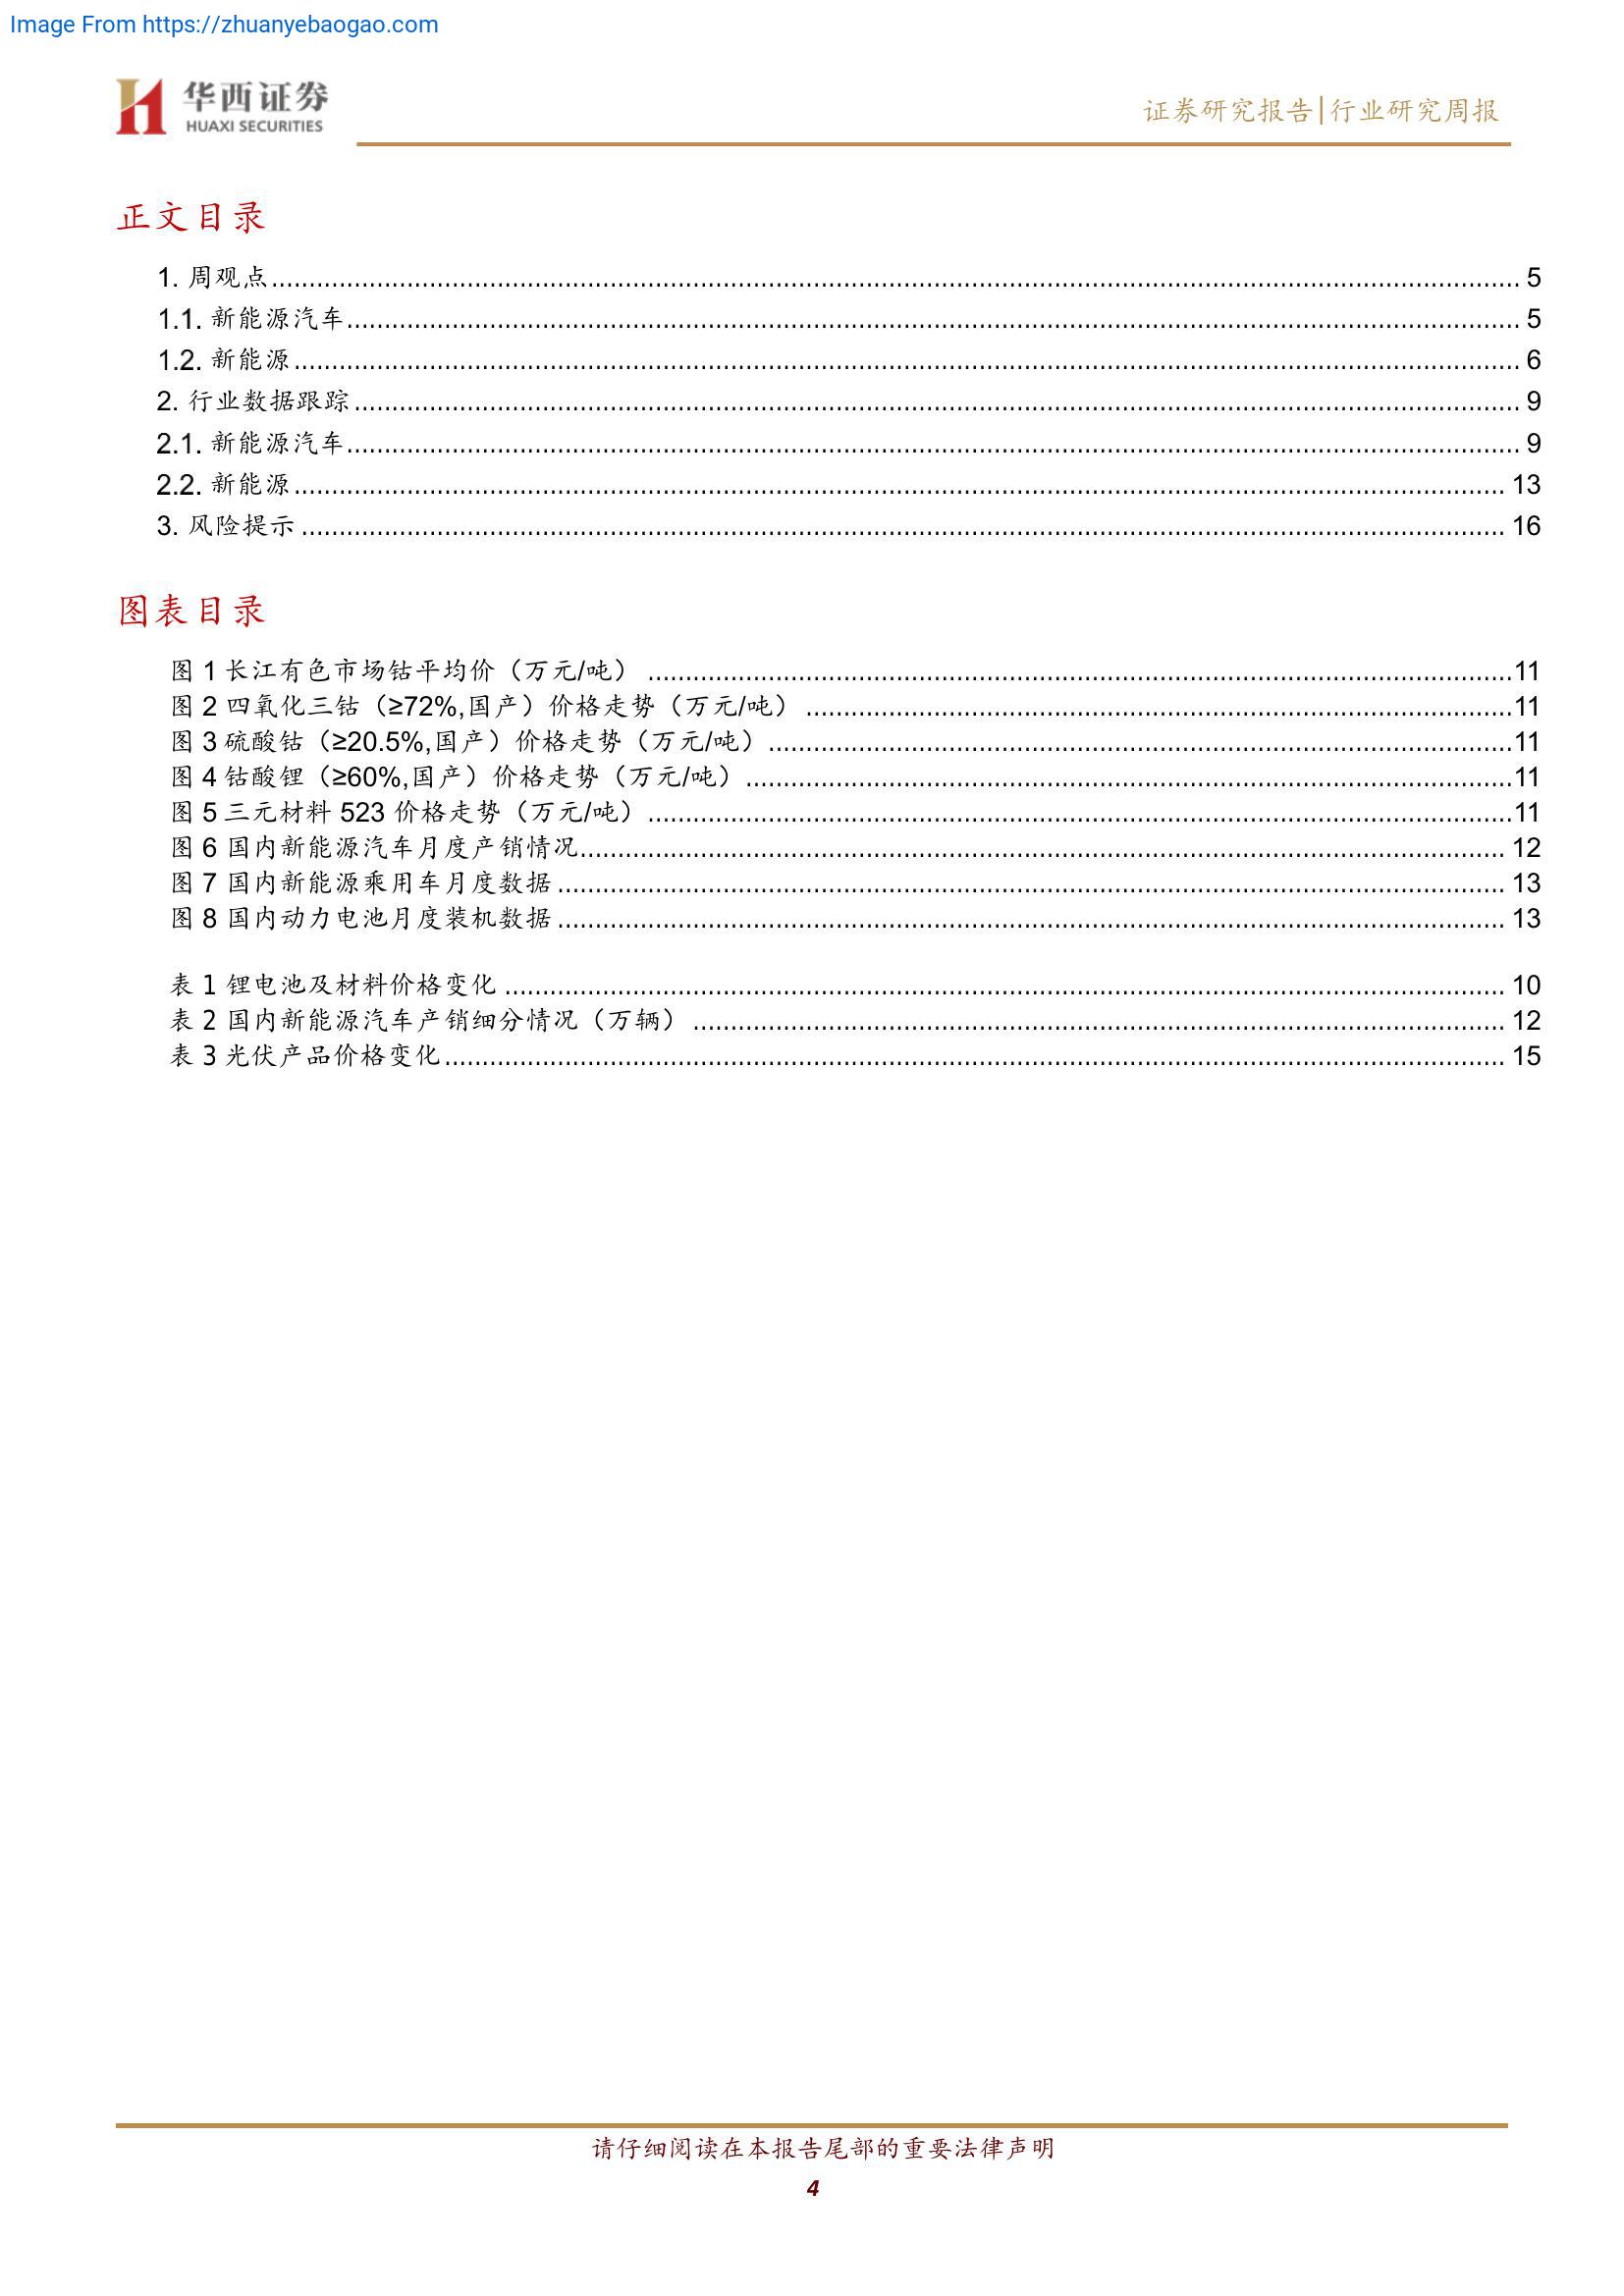 Image From https://zhuanyebaogao.com
华西证券
HUAXI SECURITIES
证券研究报告|行业研究周报
正文目录
1. 周观点 5
1.1. 新能源汽车 5
1.2. 新能源 6
2. 行业数据跟踪 9
2.1. 新能源汽车 9
2.2. 新能源 13
3. 风险提示 16
图表目录
图 1 长江有色市场钴平均价（万元/吨） 11
图 2 四氧化三钴（≥72%,国产）价格走势（万元/吨） 11
图 3 硫酸钴（≥20.5%,国产）价格走势（万元/吨） 11
图 4 钴酸锂（≥60%,国产）价格走势（万元/吨） 11
图 5 三元材料 523 价格走势（万元/吨） 11
图 6 国内新能源汽车月度产销情况 12
图 7 国内新能源乘用车月度数据 13
图 8 国内动力电池月度装机数据 13
表 1 锂电池及材料价格变化 10
表 2 国内新能源汽车产销细分情况（万辆） 12
表 3 光伏产品价格变化 15
请仔细阅读在本报告尾部的重要法律声明
4